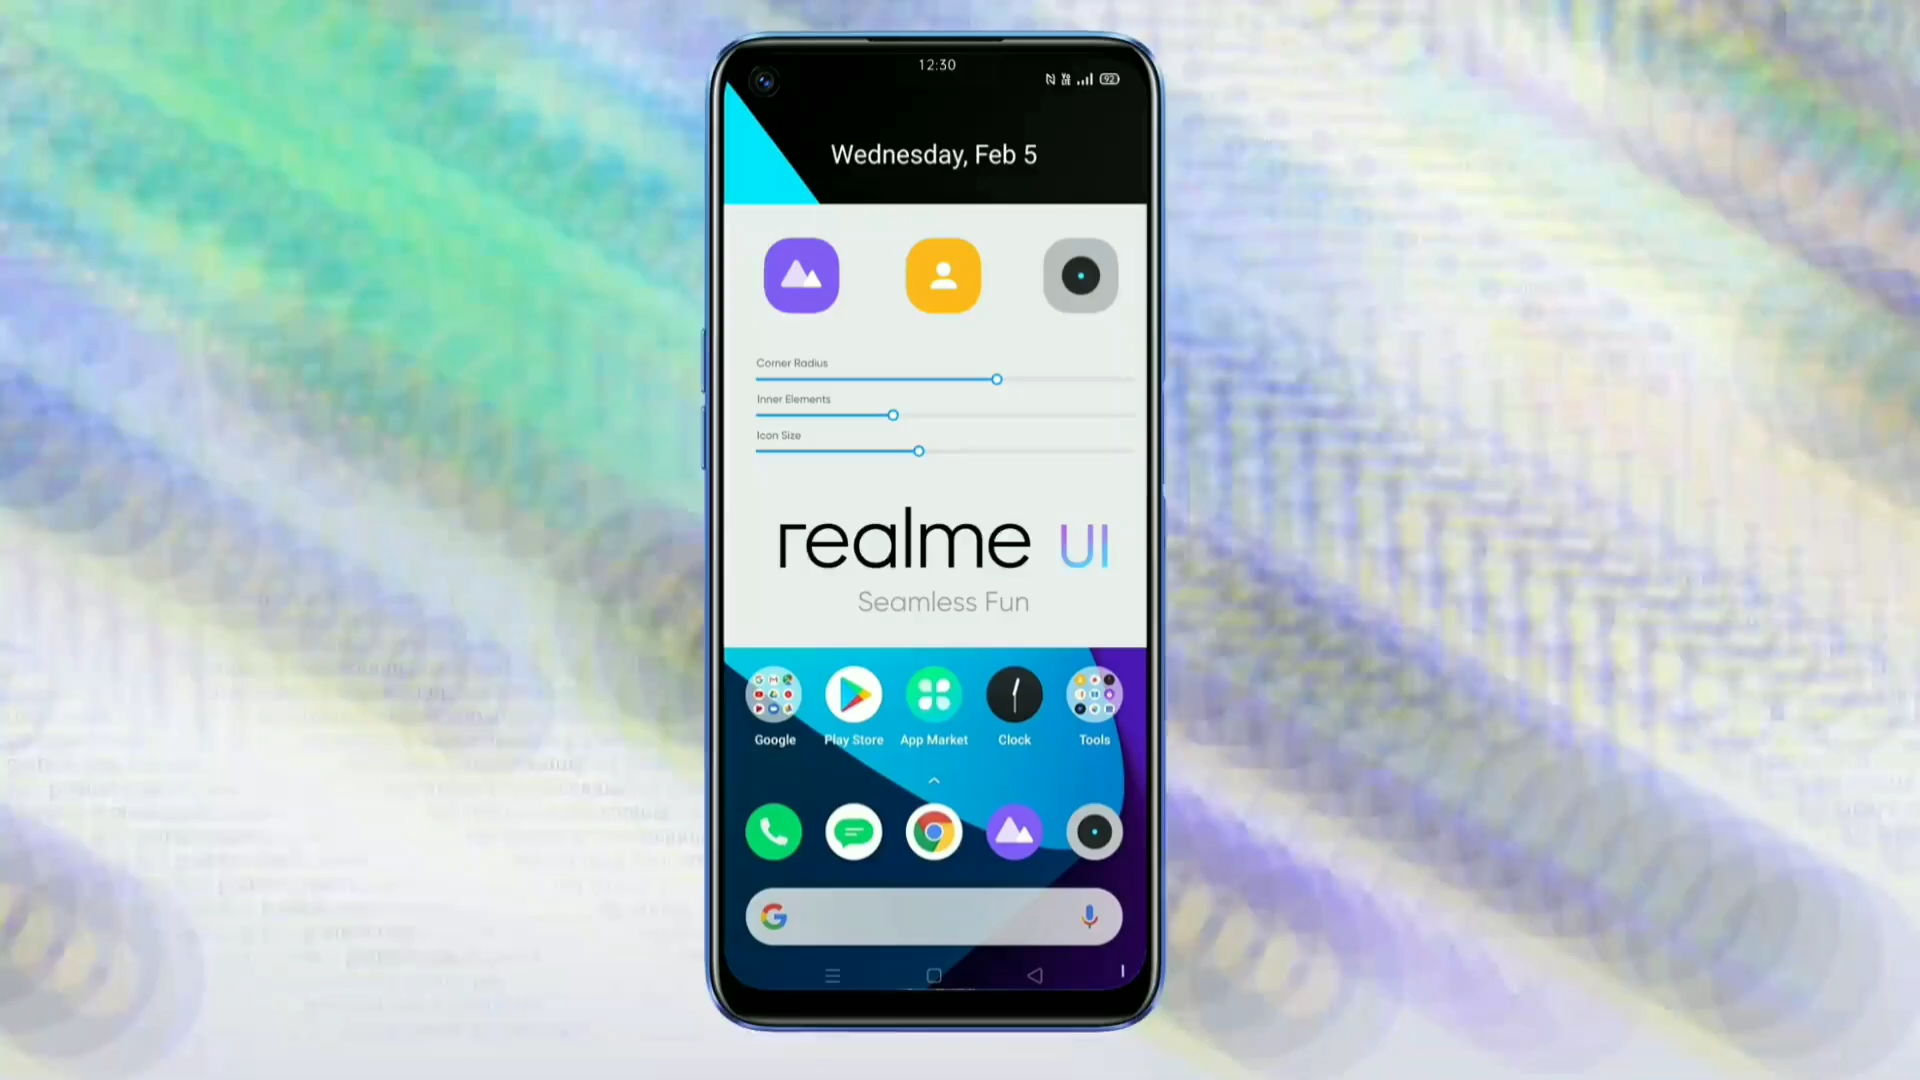 12:30
92
Wednesday, Feb 5
Corner Radius
Inner Elements
Icon Size
realme UI
Seamless Fun
Google
Play Store
App Market
Clock
Tools